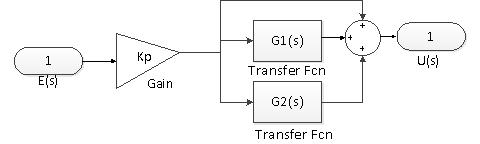 1
E(s)
Kp
Gain
G1(s)
Transfer Fcn
G2(s)
Transfer Fcn
+
+
+
1
U(s)